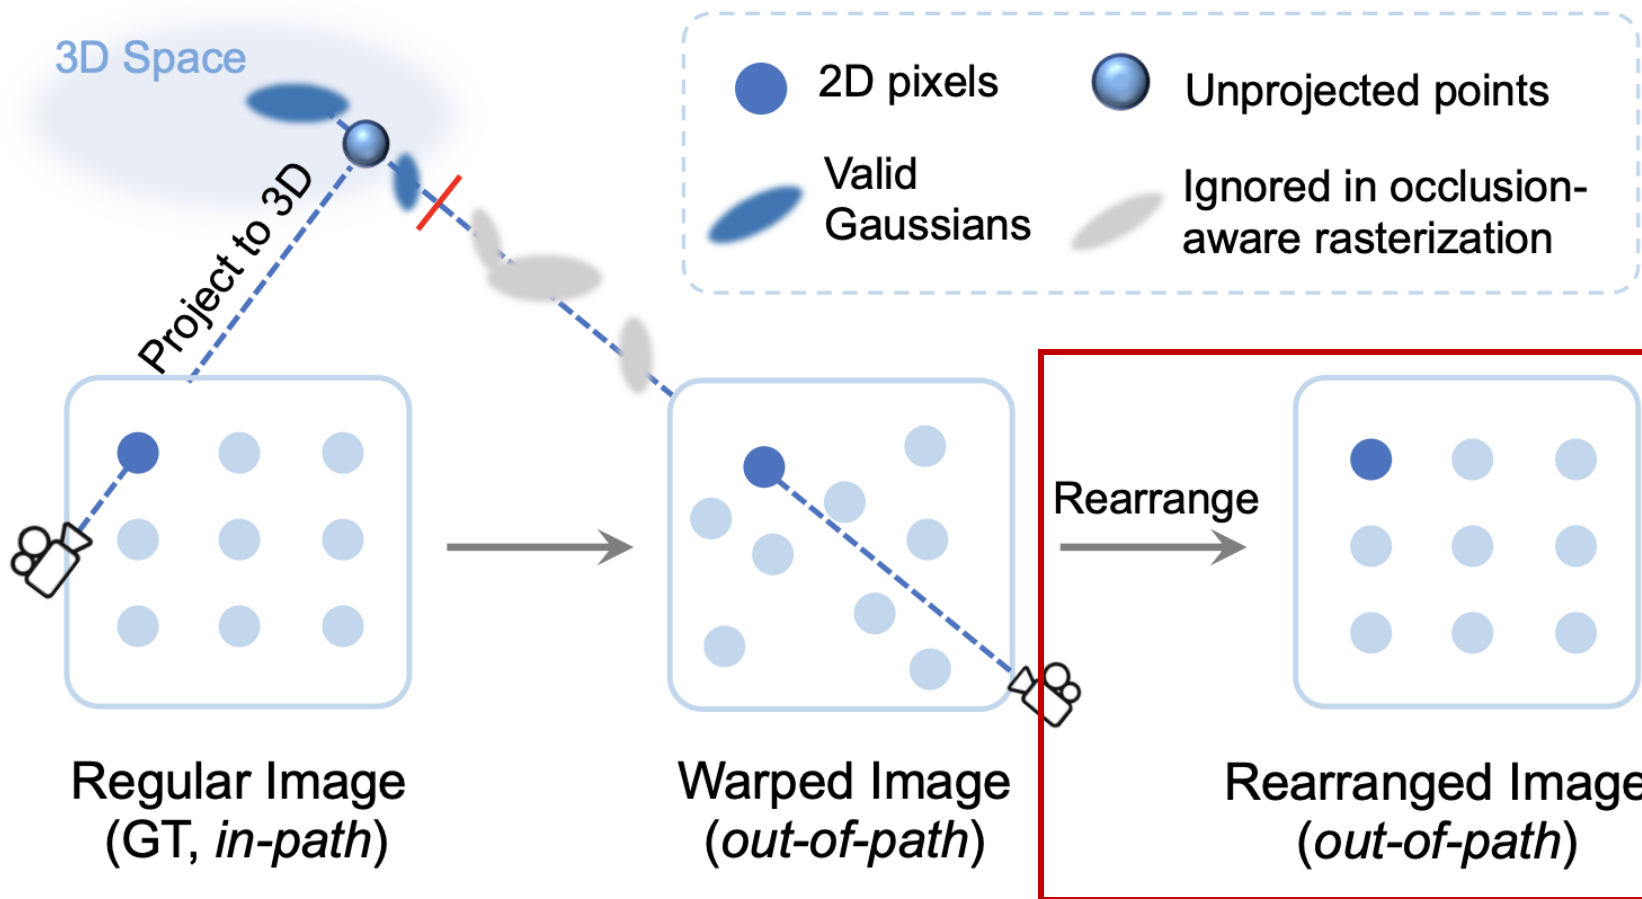 3D Space
2D pixels
Unprojected points
Valid
Gaussians
Ignored in occlusion-
aware rasterization
Project to 3D
Rearrange
Regular Image
(GT, in-path)
Warped Image
(out-of-path)
Rearranged Image
(out-of-path)